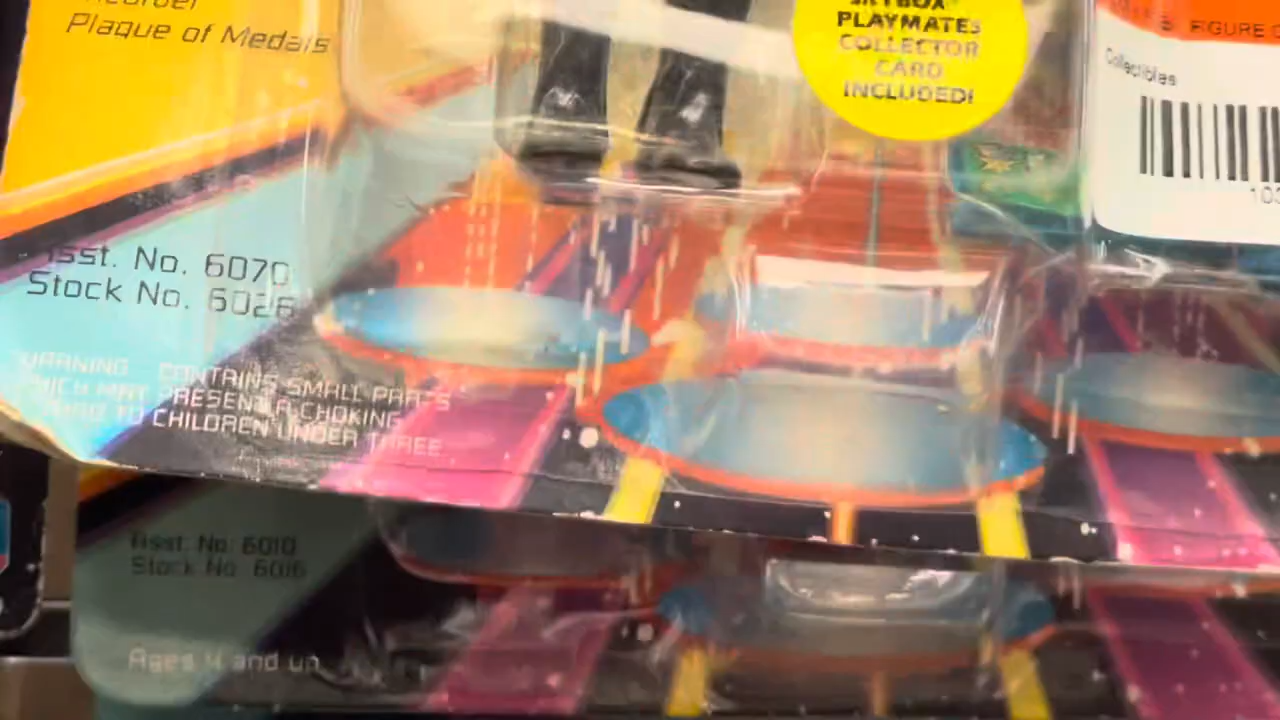 Plaque of Medals
SKYBOX
PLAYMATES
COLLECTOR
CARD
INCLUDED!
FIGURE
Collectibles
Asst. No. 6070
Stock No. 6026
WARNING CONTAINS SMALL PARTS
WHICH MAY PRESENT A CHOKING
TO CHILDREN UNDER THREE
Asst. No. 6010
Stock No. 6016
Ages 4 and up